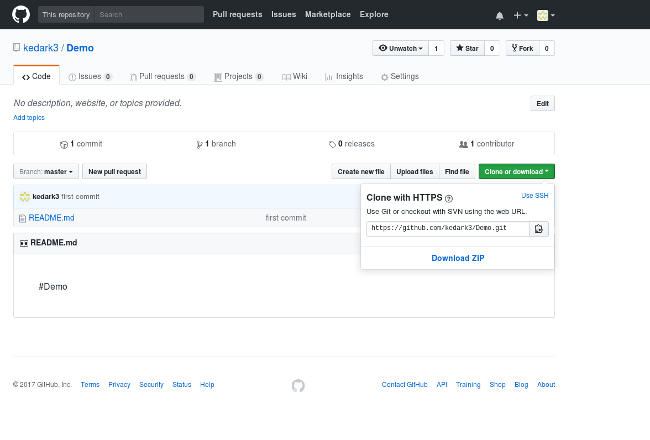 This repository Search Pull requests Issues Marketplace Explore
kedark3 / Demo Unwatch 1 Star 0 Fork 0
Code Issues 0 Pull requests 0 Projects 0 Wiki Insights Settings
No description, website, or topics provided. Edit
Add topics
1 commit 1 branch 0 releases 1 contributor
Branch: master New pull request Create new file Upload files Find file Clone or download
kedark3 first commit
README.md first commit
README.md
#Demo
Clone with HTTPS Use SSH
Use Git or checkout with SVN using the web URL.
https://github.com/kedark3/Demo.git
Download ZIP
© 2017 GitHub, Inc. Terms Privacy Security Status Help Contact GitHub API Training Shop Blog About